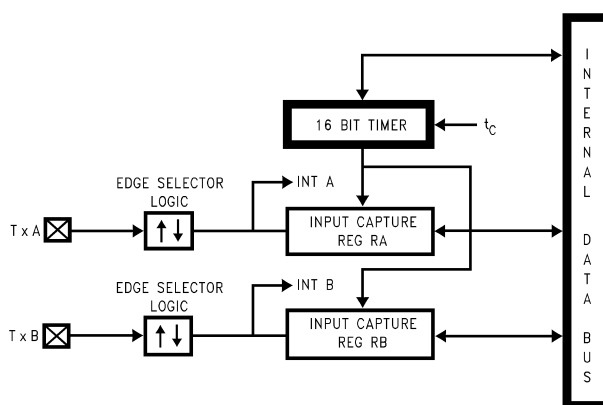 16 BIT TIMER
tC
INTERNAL DATA BUS
EDGE SELECTOR
LOGIC
INT A
TxA
INPUT CAPTURE
REG RA
EDGE SELECTOR
LOGIC
INT B
TxB
INPUT CAPTURE
REG RB